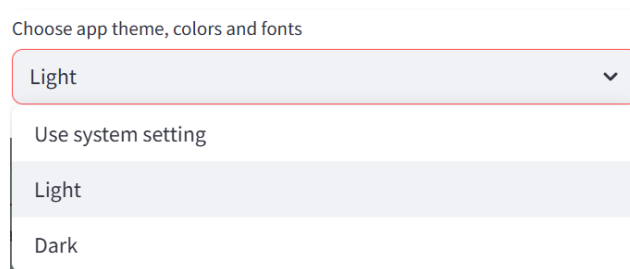 Choose app theme, colors and fonts
Light
Use system setting
Light
Dark